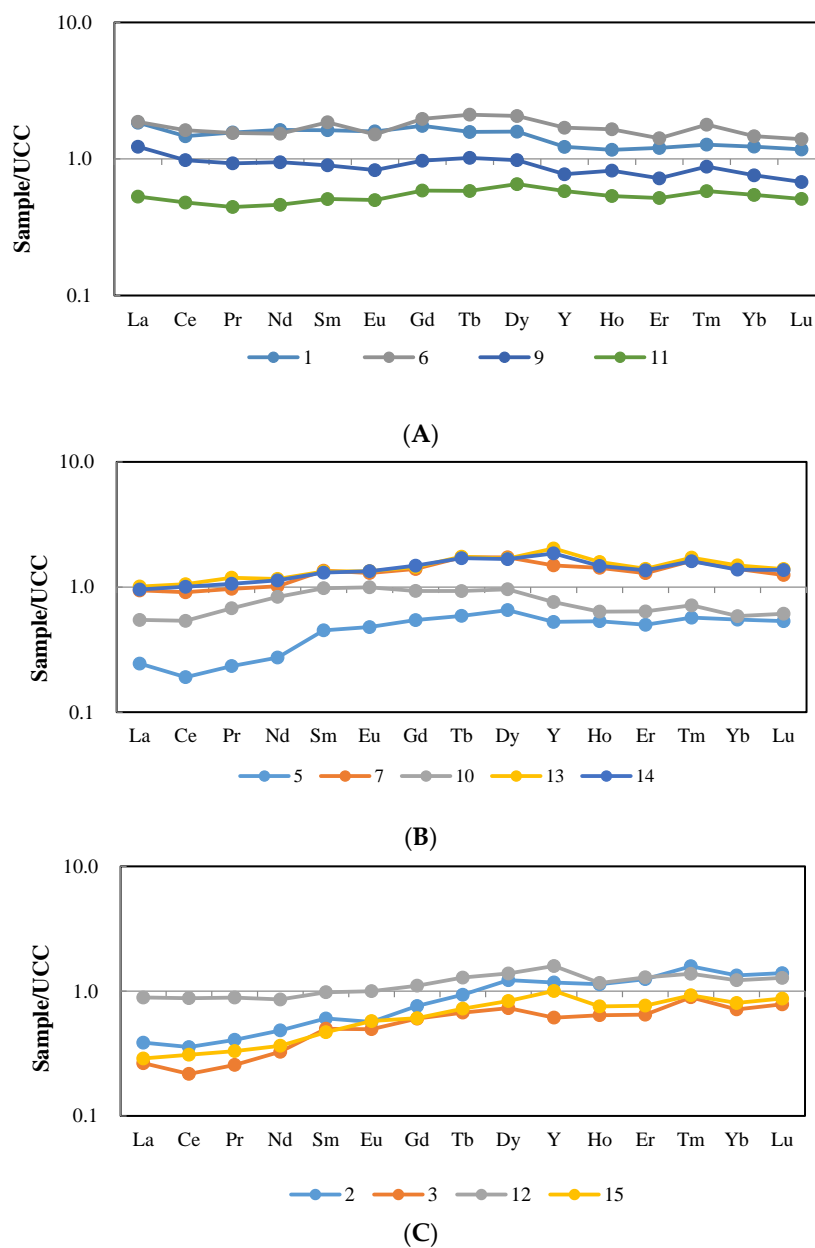 10.0
1.0
0.1
Sample/UCC
La Ce Pr Nd Sm Eu Gd Tb Dy Y Ho Er Tm Yb Lu
1 6 9 11
(A)
10.0
1.0
0.1
Sample/UCC
La Ce Pr Nd Sm Eu Gd Tb Dy Y Ho Er Tm Yb Lu
5 7 10 13 14
(B)
10.0
1.0
0.1
Sample/UCC
La Ce Pr Nd Sm Eu Gd Tb Dy Y Ho Er Tm Yb Lu
2 3 12 15
(C)